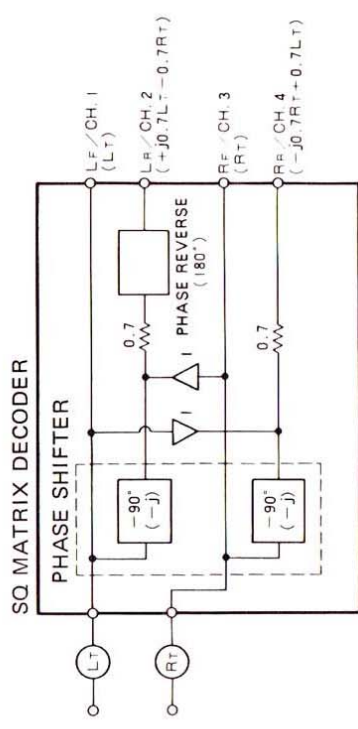 SQ MATRIX DECODER
PHASE SHIFTER
LT
RT
-90°
(-j)
-90°
(-j)
1
1
0.7
0.7
PHASE REVERSE
(180°)
LF/CH.1
(LT)
LR/CH.2
(+j0.7LT-0.7RT)
RF/CH.3
(RT)
RR/CH.4
(-j0.7RT+0.7LT)